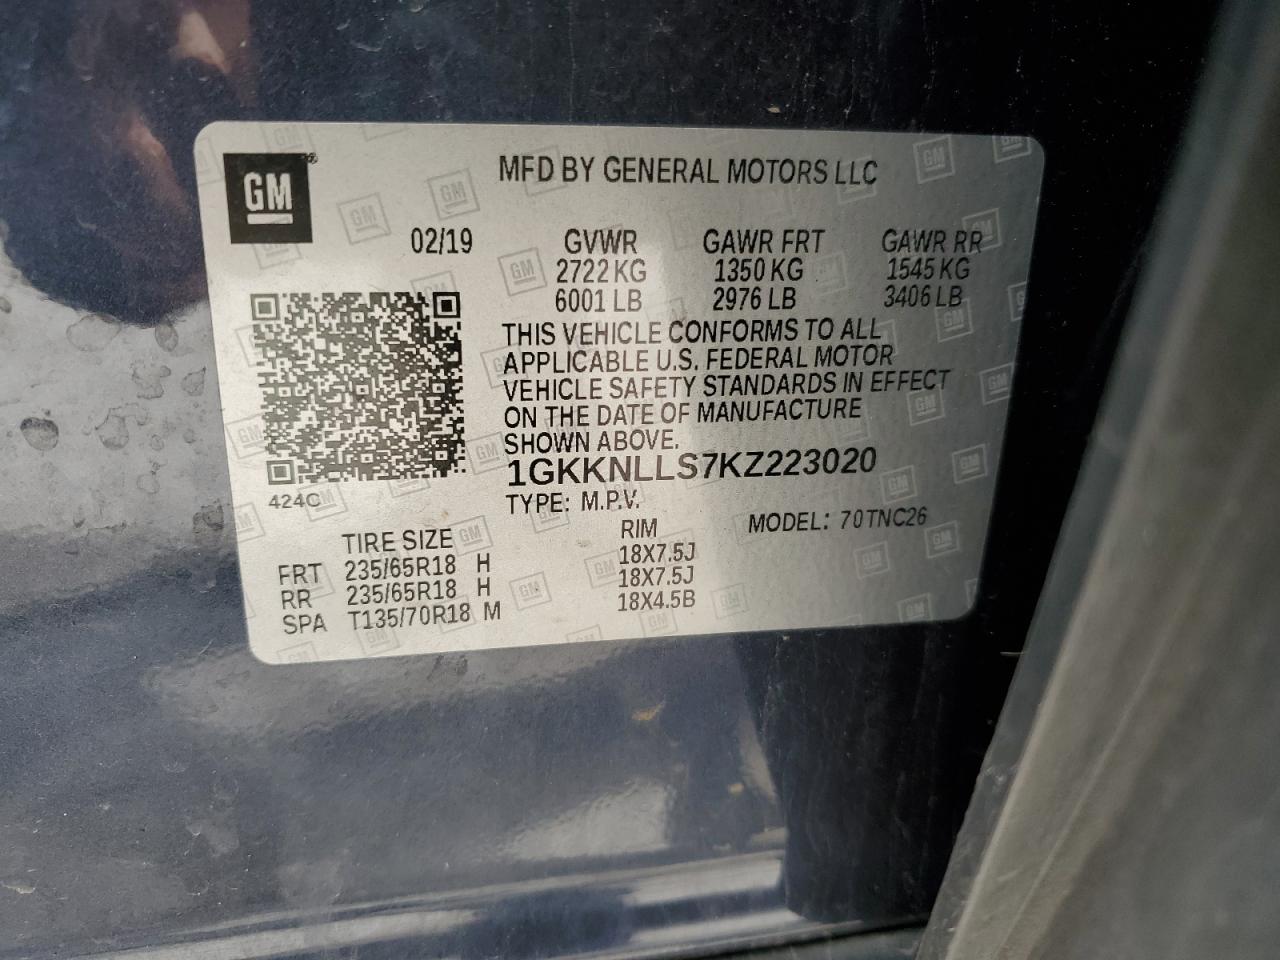 GM
MFD BY GENERAL MOTORS LLC
02/19
GVWR GAWR FRT GAWR RR
2722 KG 1350 KG 1545 KG
6001 LB 2976 LB 3406 LB
THIS VEHICLE CONFORMS TO ALL
APPLICABLE U.S. FEDERAL MOTOR
VEHICLE SAFETY STANDARDS IN EFFECT
ON THE DATE OF MANUFACTURE
SHOWN ABOVE.
1GKKNLLS7KZ223020
424C
TYPE: M.P.V. MODEL: 70TNC26
TIRE SIZE RIM
FRT 235/65R18 H 18X7.5J
RR 235/65R18 H 18X7.5J
SPA T135/70R18 M 18X4.5B